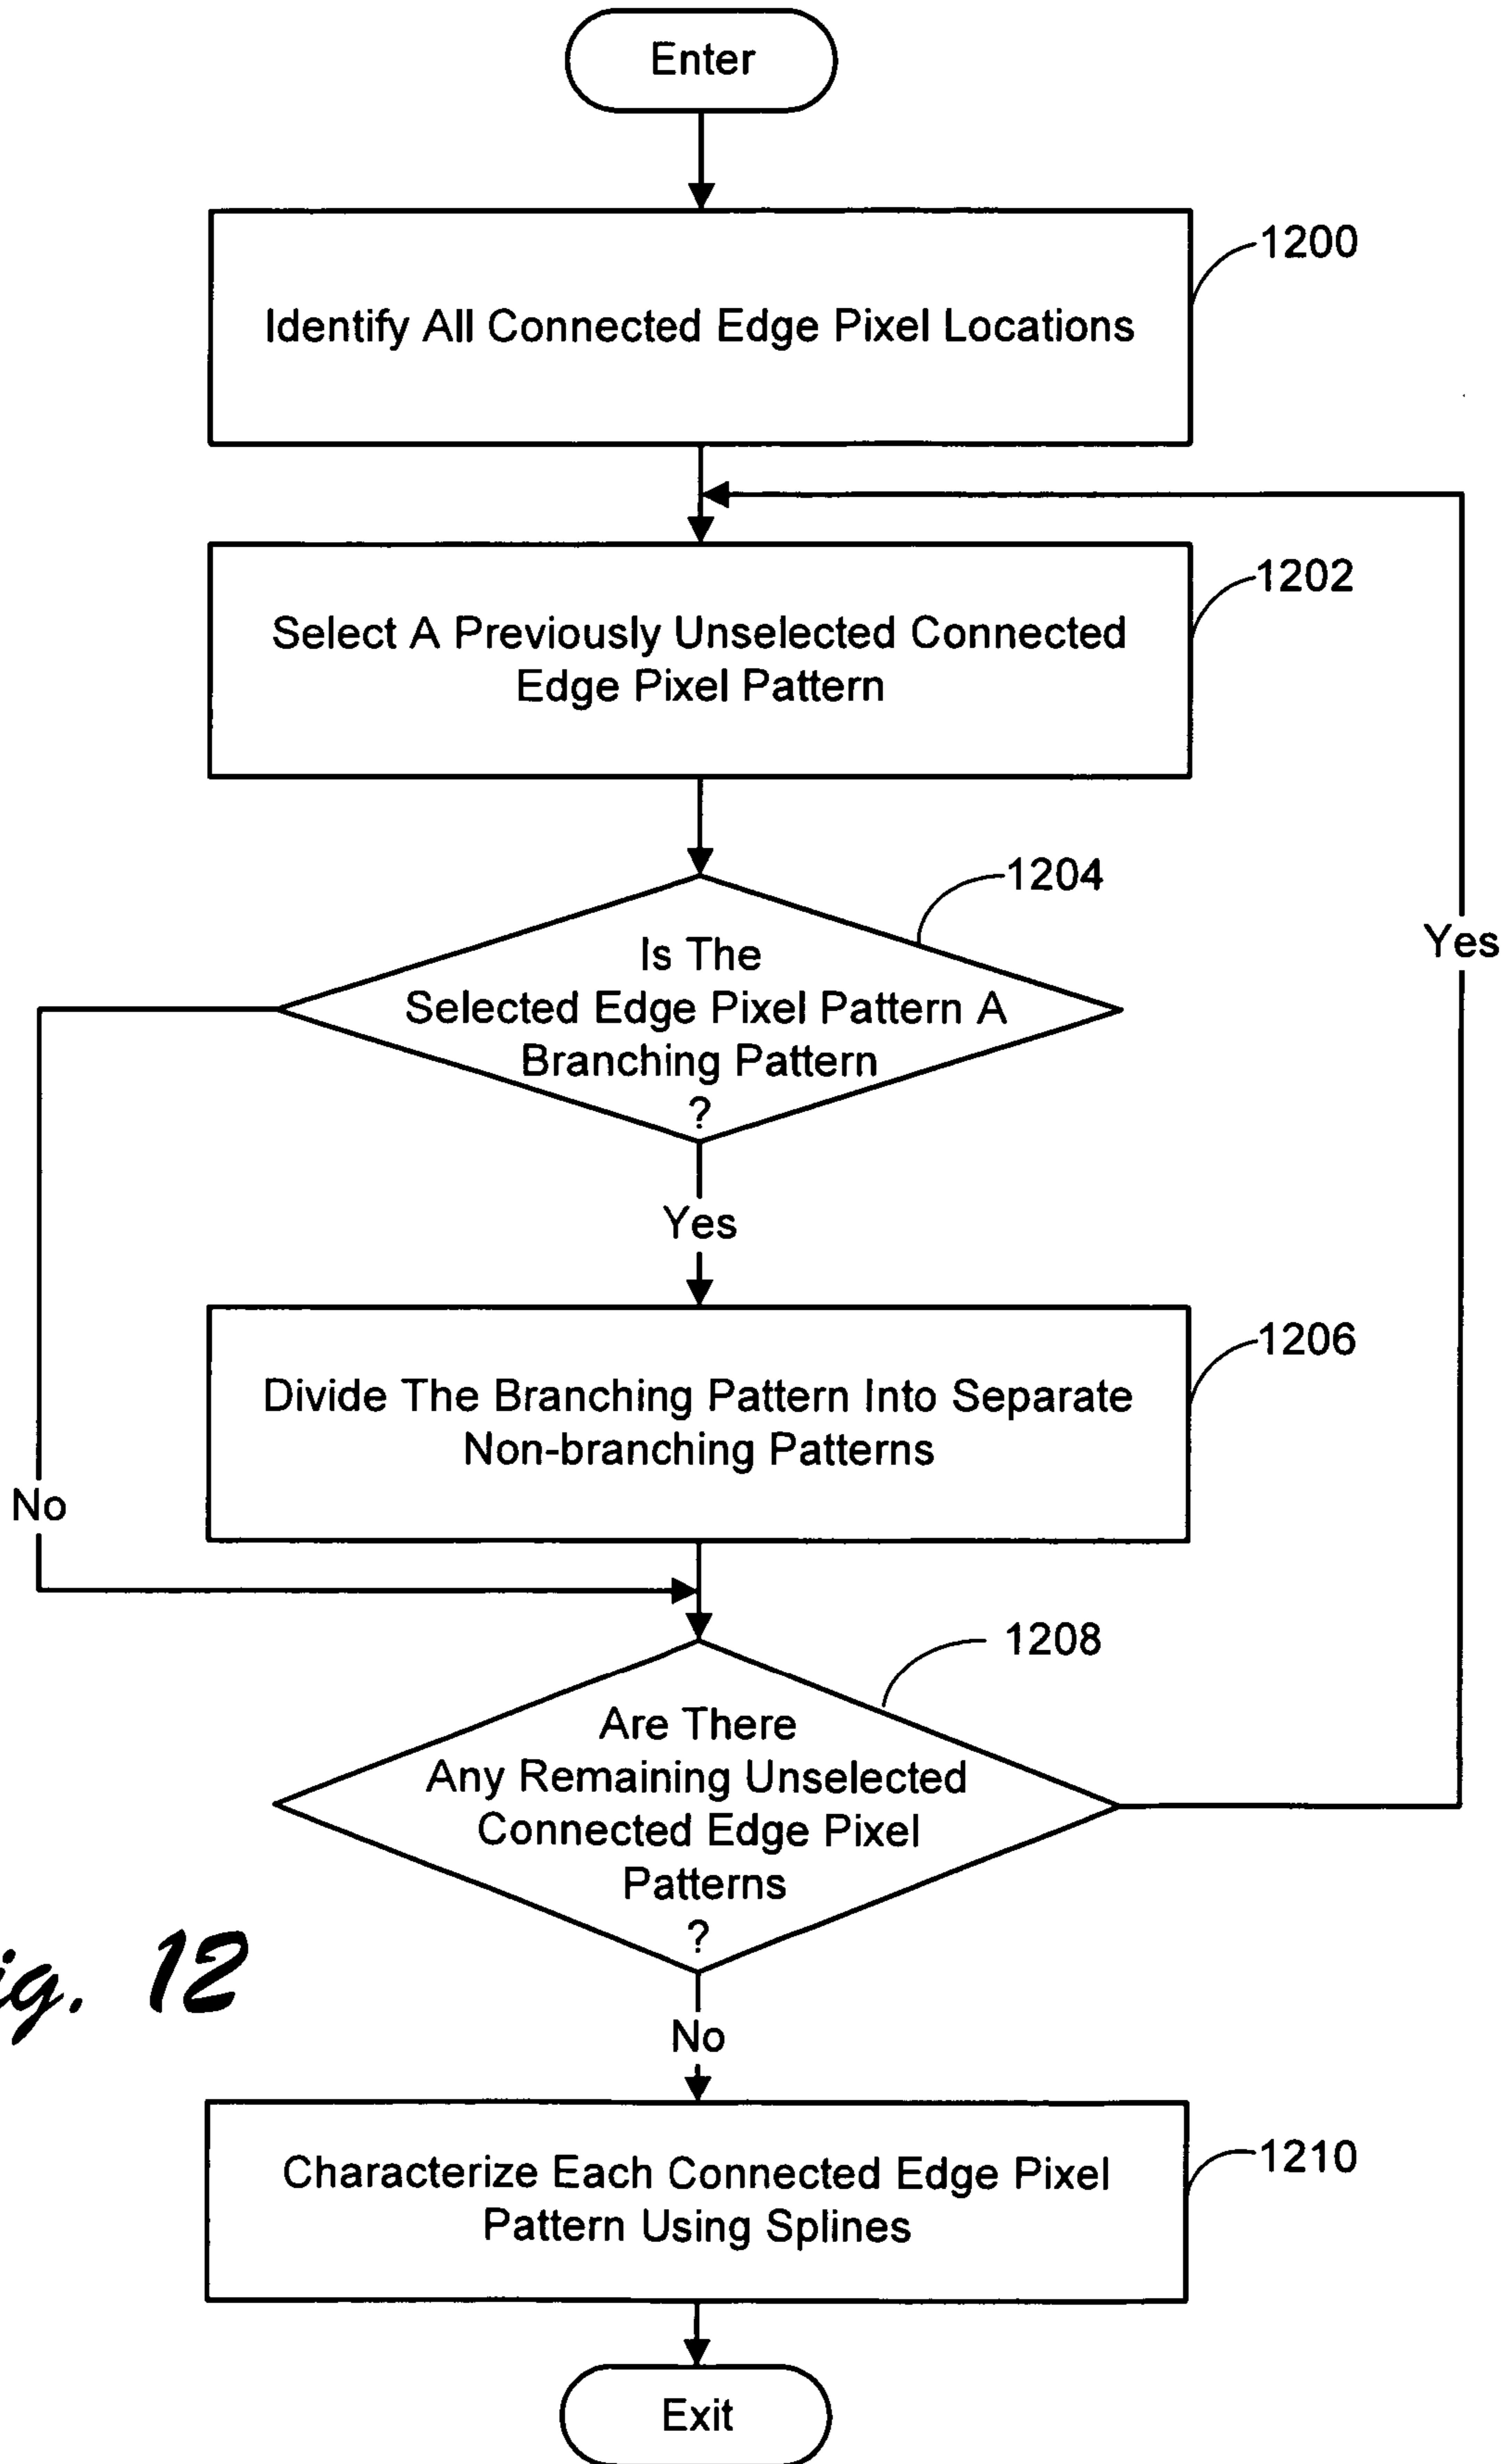 Enter
1200
Identify All Connected Edge Pixel Locations
1202
Select A Previously Unselected Connected
Edge Pixel Pattern
1204
Is The
Selected Edge Pixel Pattern A
Branching Pattern
?
Yes
Yes
1206
Divide The Branching Pattern Into Separate
Non-branching Patterns
No
1208
Are There
Any Remaining Unselected
Connected Edge Pixel
Patterns
?
ig. 12
No
1210
Characterize Each Connected Edge Pixel
Pattern Using Splines
Exit